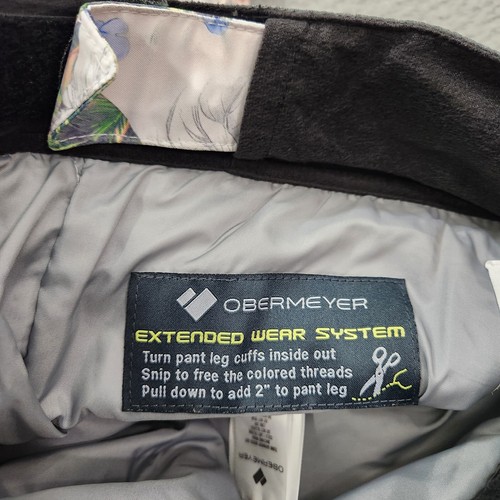 OBERMEYER
EXTENDED WEAR SYSTEM
Turn pant leg cuffs inside out
Snip to free the colored threads
Pull down to add 2" to pant leg
OBERMEYER